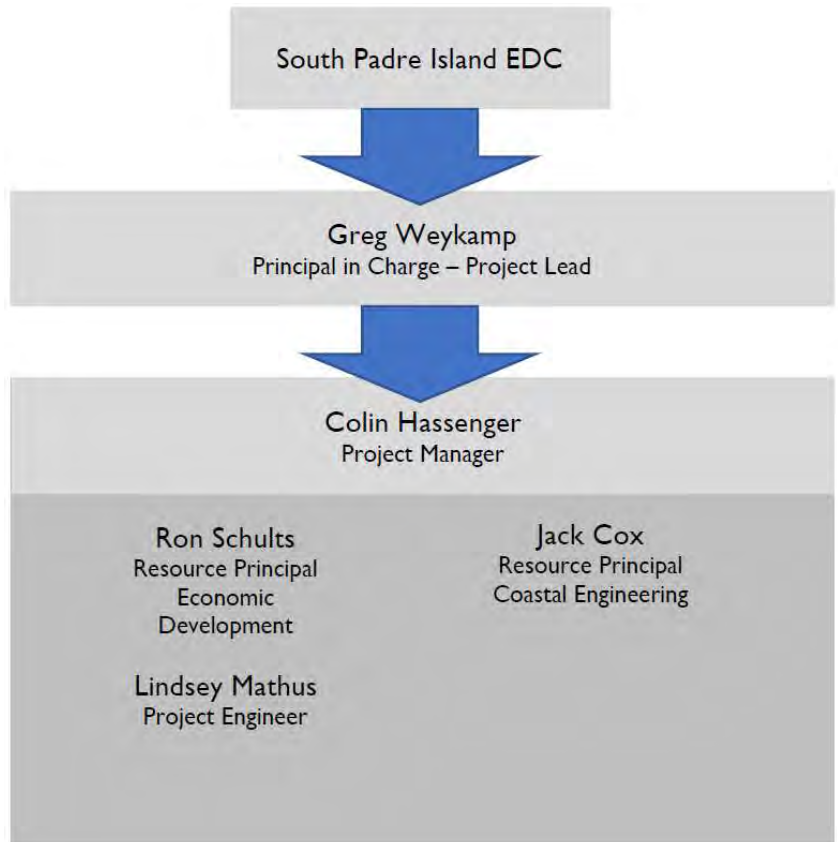 South Padre Island EDC
Greg Weykamp
Principal in Charge – Project Lead
Colin Hassenger
Project Manager
Ron Schults
Resource Principal
Economic
Development
Lindsey Mathus
Project Engineer
Jack Cox
Resource Principal
Coastal Engineering